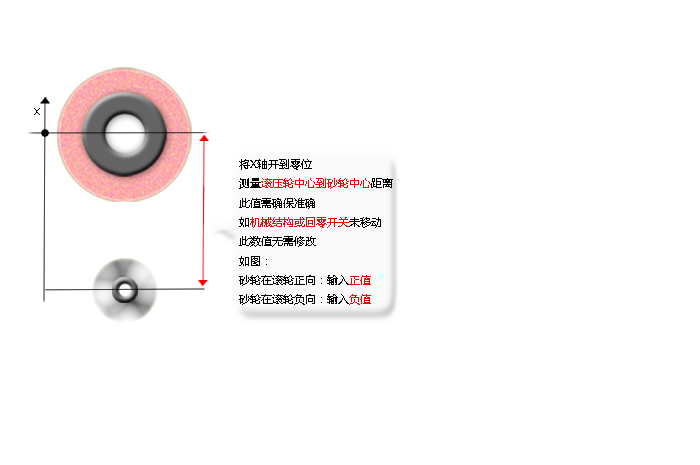 X
将X轴开到零位
测量滚压轮中心到砂轮中心距离
此值需确保准确
如机械结构或回零开关未移动
此数值无需修改
如图：
砂轮在滚轮正向：输入正值
砂轮在滚轮负向：输入负值